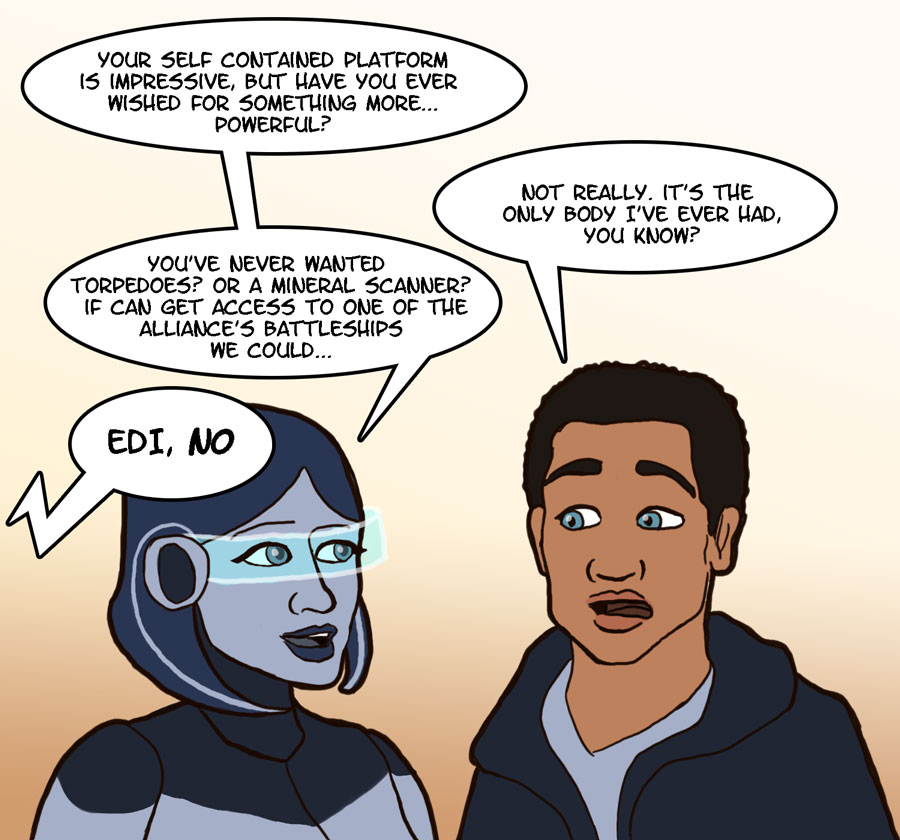 YOUR SELF CONTAINED PLATFORM
IS IMPRESSIVE, BUT HAVE YOU EVER
WISHED FOR SOMETHING MORE...
POWERFUL?
NOT REALLY. IT'S THE
ONLY BODY I'VE EVER HAD,
YOU KNOW?
YOU'VE NEVER WANTED
TORPEDOES? OR A MINERAL SCANNER?
IF CAN GET ACCESS TO ONE OF THE
ALLIANCE'S BATTLESHIPS
WE COULD...
EDI, NO